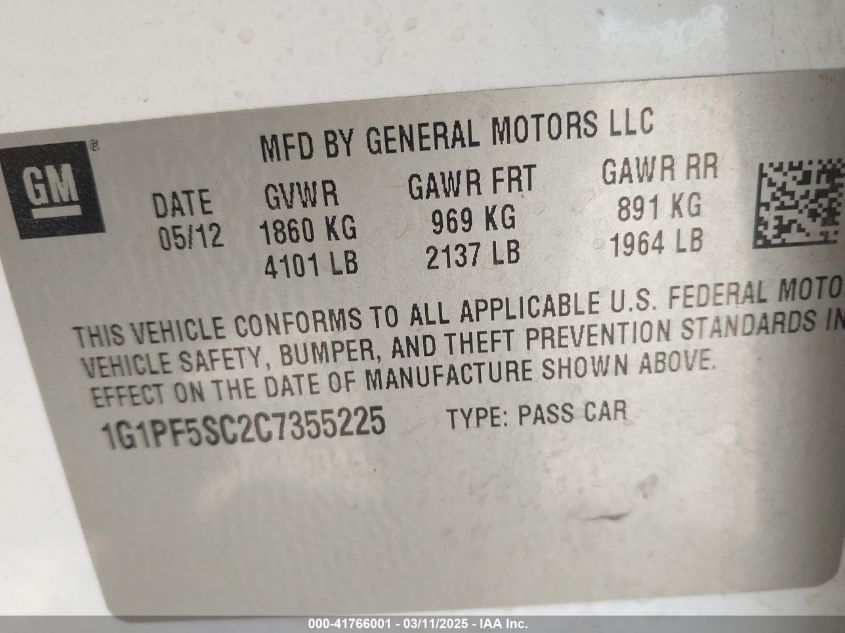 GM ®
MFD BY GENERAL MOTORS LLC
DATE GVWR GAWR FRT GAWR RR
05/12 1860 KG 969 KG 891 KG
4101 LB 2137 LB 1964 LB
THIS VEHICLE CONFORMS TO ALL APPLICABLE U.S. FEDERAL MOTO
VEHICLE SAFETY, BUMPER, AND THEFT PREVENTION STANDARDS IN
EFFECT ON THE DATE OF MANUFACTURE SHOWN ABOVE.
1G1PF5SC2C7355225 TYPE: PASS CAR
000-41766001 - 03/11/2025 - IAA Inc.